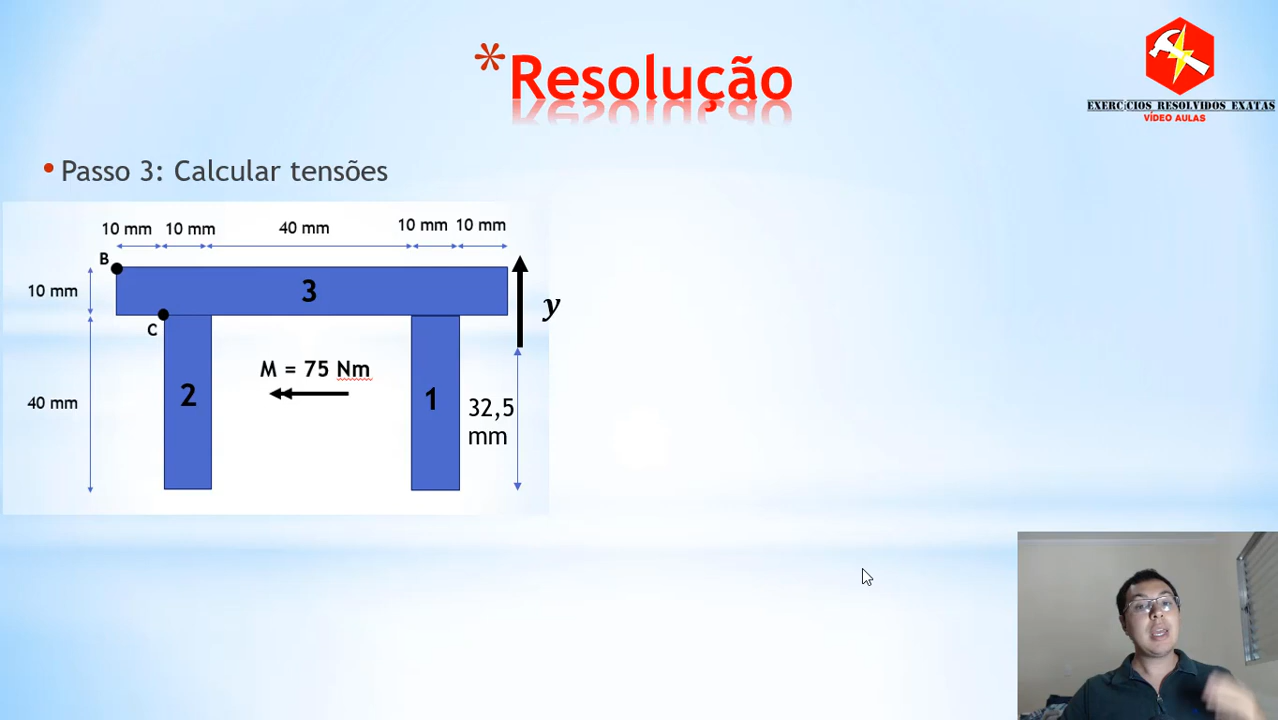 *Resolução
EXERCÍCIOS RESOLVIDOS EXATAS
VÍDEO AULAS
• Passo 3: Calcular tensões
10 mm 10 mm 40 mm 10 mm 10 mm
B
10 mm
3
y
C
M = 75 Nm
40 mm
2
1
32,5
mm